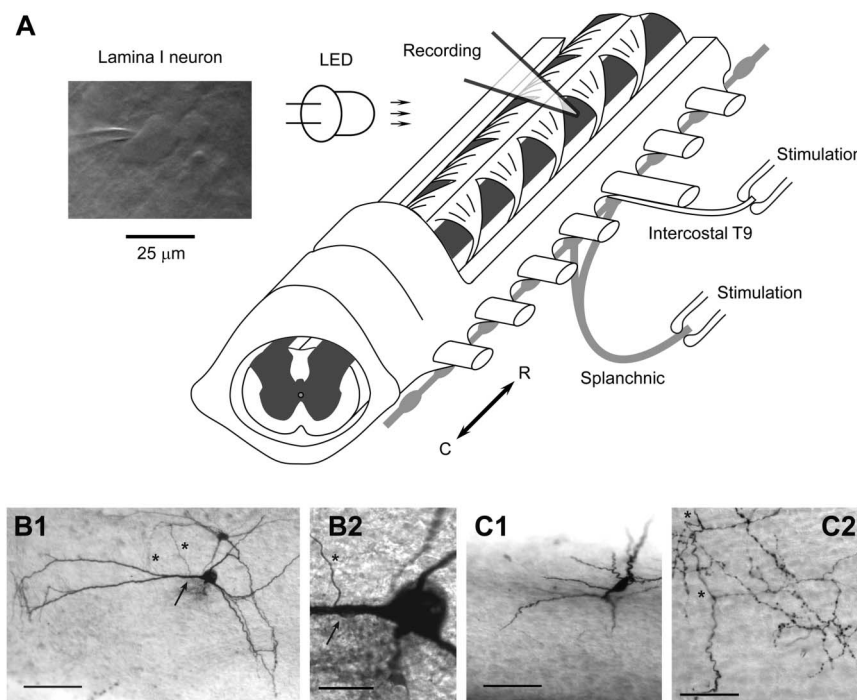 A
Lamina I neuron
LED
Recording
25 μm
Stimulation
Intercostal T9
Stimulation
Splanchnic
R
C
B1
*
*
B2
*
C1
*
C2
*